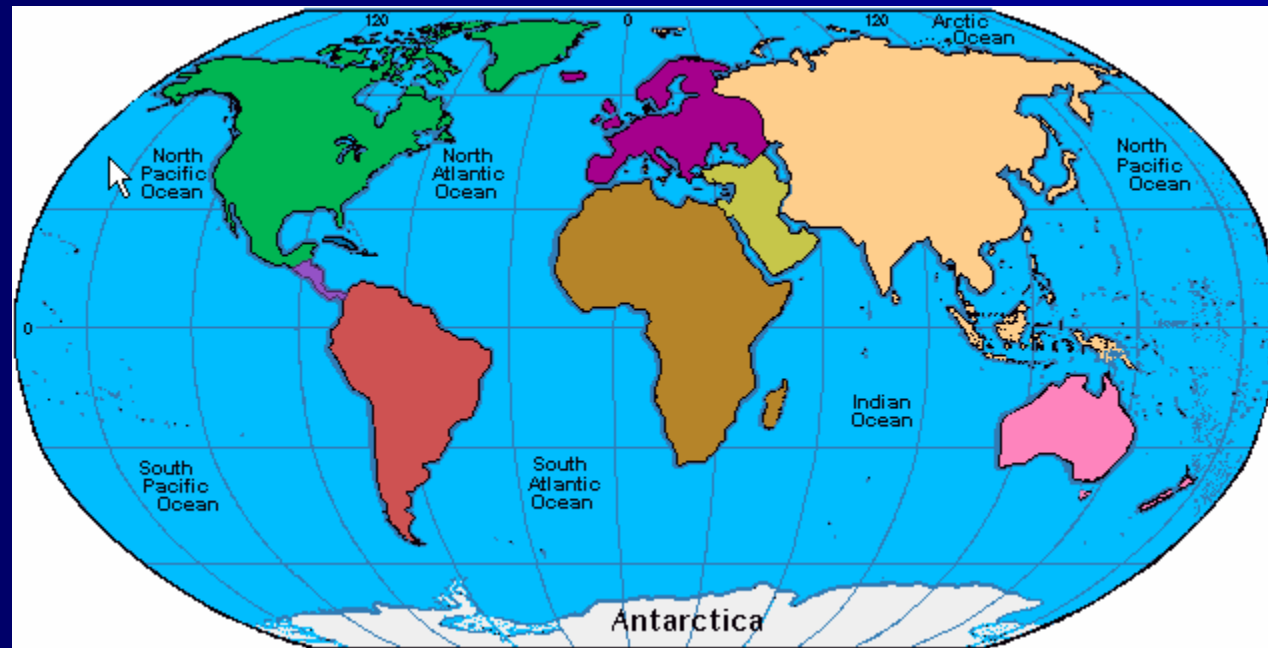 120
0
120
Arctic
Ocean
North
Pacific
Ocean
North
Atlantic
Ocean
North
Pacific
Ocean
0
Indian
Ocean
South
Pacific
Ocean
South
Atlantic
Ocean
Antarctica